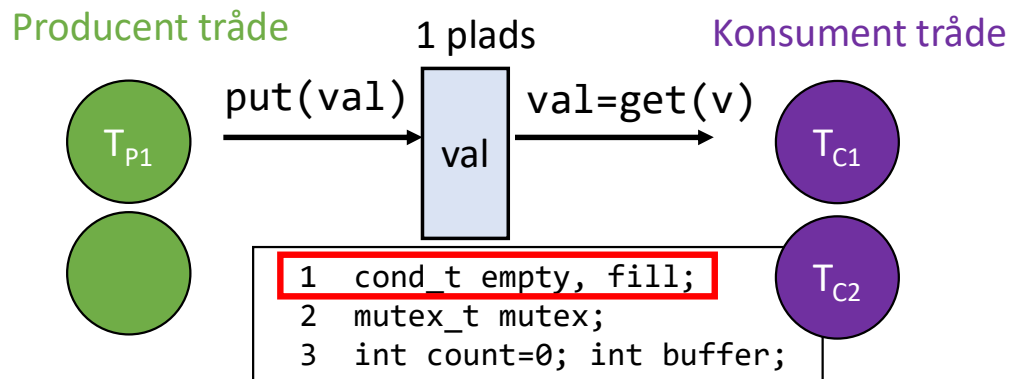 Producent tråde
1 plads
Konsument tråde
put(val)
val=get(v)
TP1
val
TC1
TC2
1 cond_t empty, fill;
2 mutex_t mutex;
3 int count=0; int buffer;